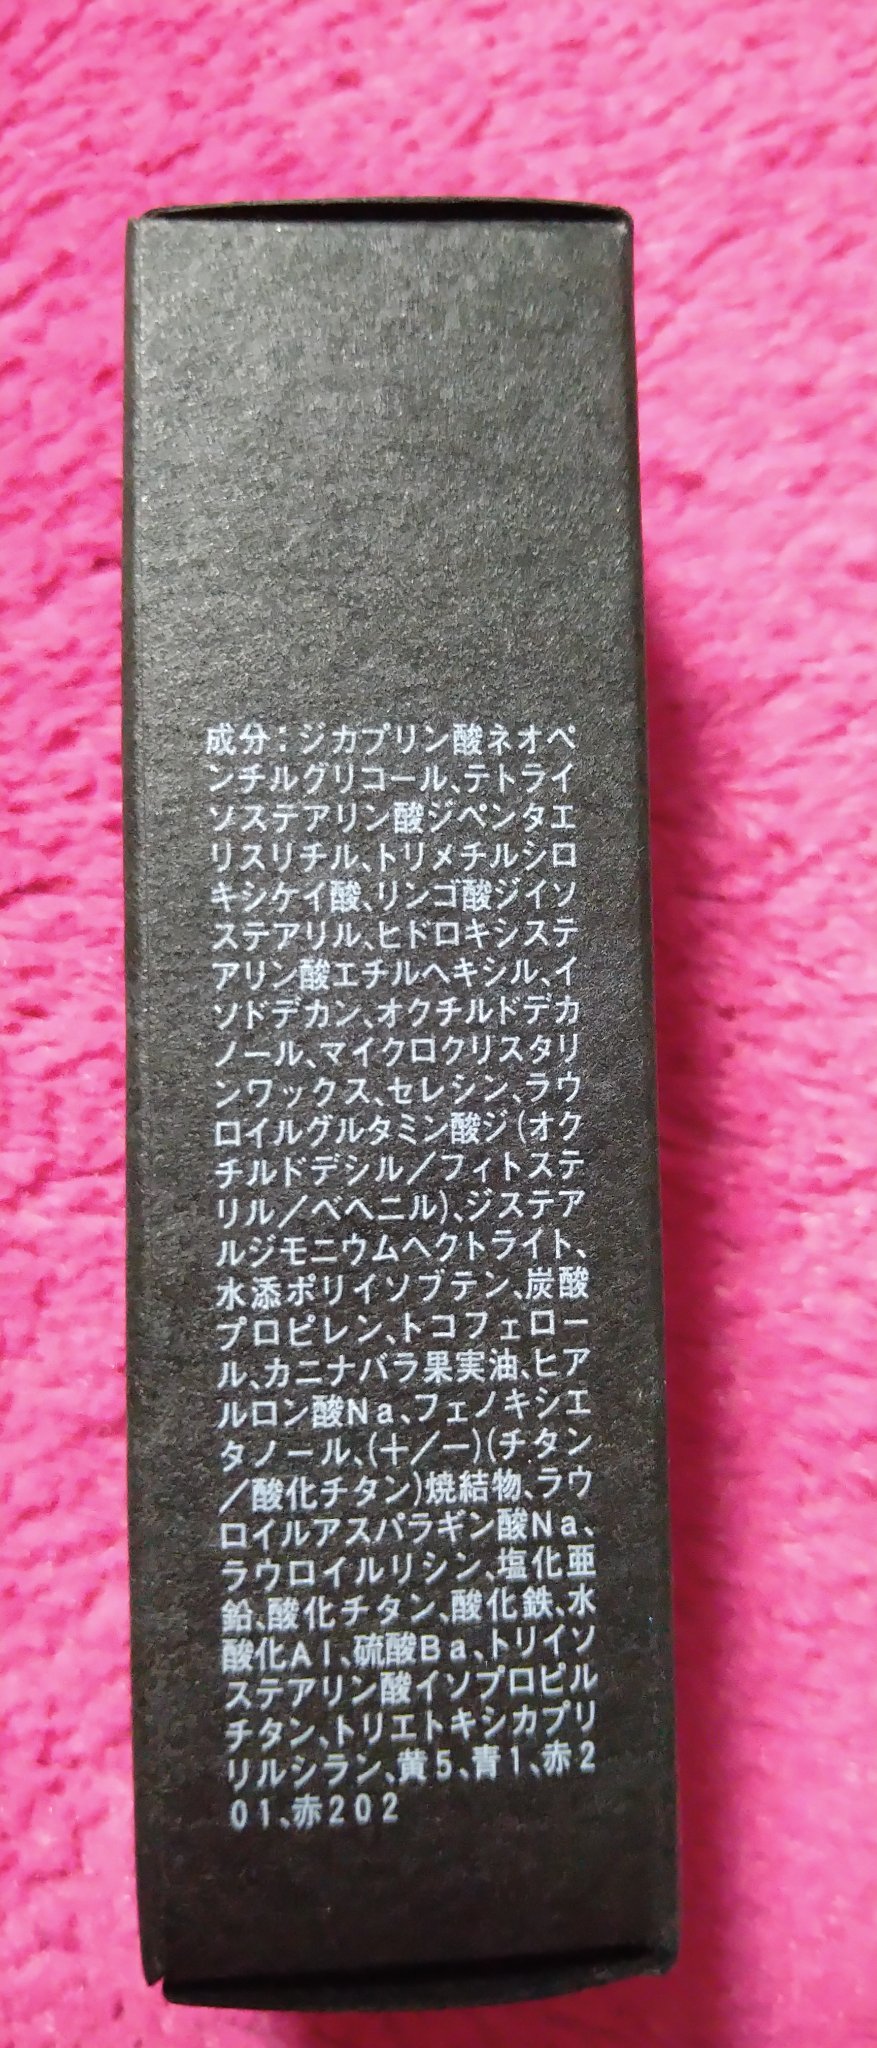 成分:ジカプリン酸ネオペ
ンチルグリコール、テトライ
ソステアリン酸ジペンタエ
リスリチル、トリメチルシロ
キシケイ酸、リンゴ酸ジイソ
ステアリル、ヒドロキシステ
アリン酸エチルヘキシル、イ
ソドデカン、オクチルドデカ
ノール、マイクロクリスタリ
ンワックス、セレシン、ラウ
ロイルグルタミン酸ジ(オク
チルドデシル/フィトステ
リル/ベヘニル)、ジステア
ルジモニウムヘクトライト、
水添ポリイソブテン、炭酸
プロピレン、トコフェロー
ル、カニナバラ果実油、ヒア
ルロン酸Na、フェノキシエ
タノール、(+/-)(チタン
/酸化チタン)焼結物、ラウ
ロイルアスパラギン酸Na、
ラウロイルリシン、塩化亜
鉛、酸化チタン、酸化鉄、水
酸化Al、硫酸Ba、トリイソ
ステアリン酸イソプロピル
チタン、トリエトキシカプリ
リルシラン、黄5、青1、赤2
01、赤202